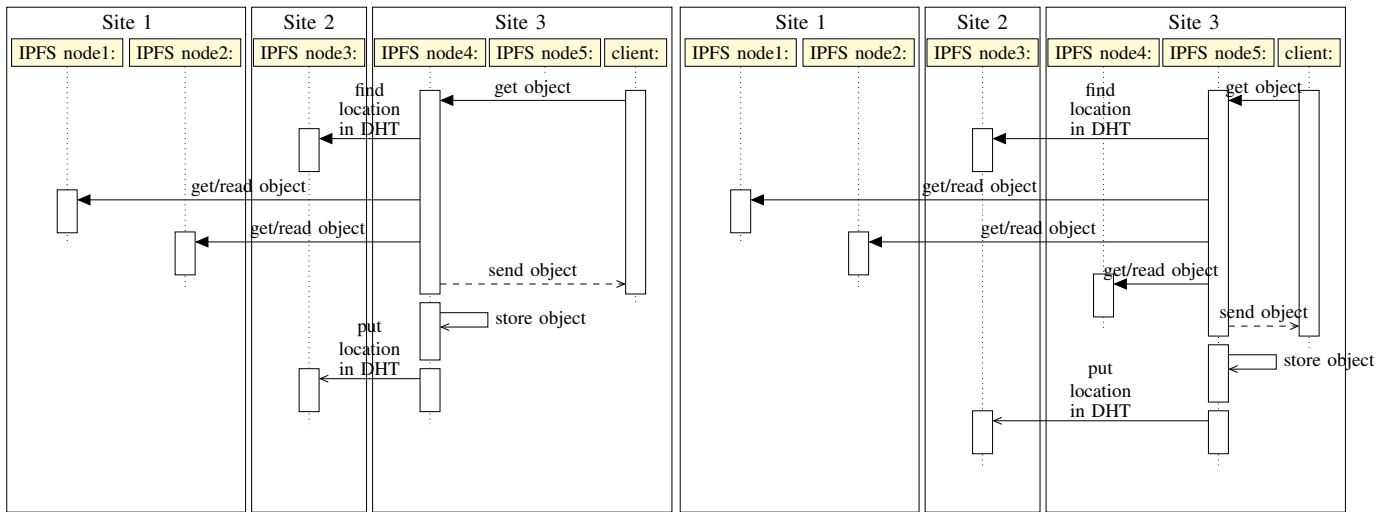 Site 1
Site 2
Site 3
IPFS node1:
IPFS node2:
IPFS node3:
IPFS node4:
IPFS node5:
client:
get object
find
location
in DHT
get/read object
get/read object
send object
store object
put
location
in DHT
Site 1
Site 2
Site 3
IPFS node1:
IPFS node2:
IPFS node3:
IPFS node4:
IPFS node5:
client:
get object
find
location
in DHT
get/read object
get/read object
get/read object
send object
store object
put
location
in DHT